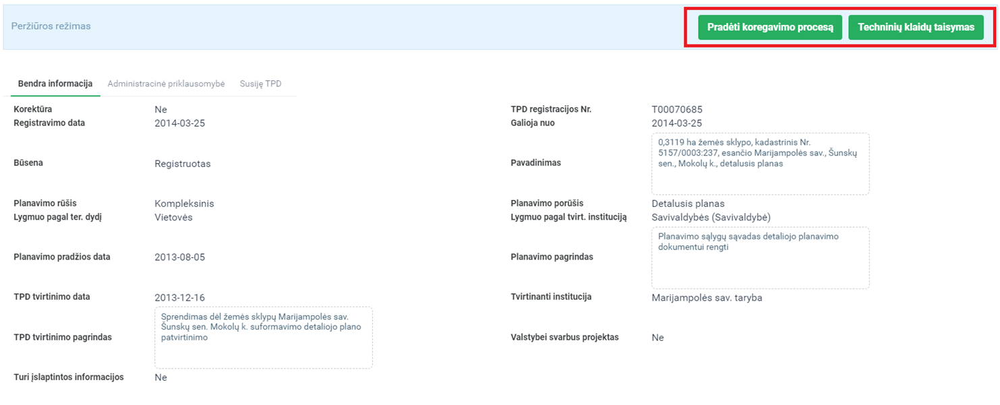 Peržiūros režimas
Pradėti koregavimo procesą
Techninių klaidų taisymas
Bendra informacija
Administracinė priklausomybė
Susiję TPD
Korektūra
Ne
TPD registracijos Nr.
T00070685
Registravimo data
2014-03-25
Galioja nuo
2014-03-25
Būsena
Registruotas
Pavadinimas
0,3119 ha žemės sklypo, kadastrinis Nr.
5157/0003:237, esančio Marijampolės sav., Šunskų
sen., Mokolų k., detalusis planas
Planavimo rūšis
Kompleksinis
Planavimo porūšis
Detalusis planas
Lygmuo pagal ter. dydį
Vietovės
Lygmuo pagal tvirt. instituciją
Savivaldybės (Savivaldybė)
Planavimo pradžios data
2013-08-05
Planavimo pagrindas
Planavimo sąlygų sąvadas detaliojo planavimo
dokumentui rengti
TPD tvirtinimo data
2013-12-16
Tvirtinanti institucija
Marijampolės sav. taryba
TPD tvirtinimo pagrindas
Sprendimas dėl žemės sklypų Marijampolės sav.
Šunskų sen. Mokolų k. suformavimo detaliojo plano
patvirtinimo
Valstybei svarbus projektas
Ne
Turi įslaptintos informacijos
Ne